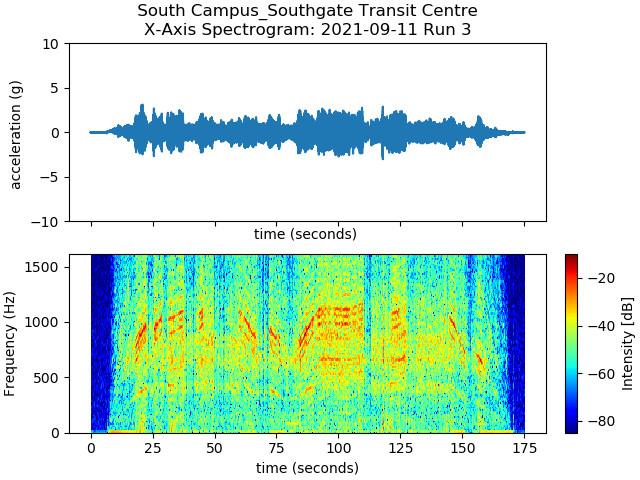 South Campus_Southgate Transit Centre
X-Axis Spectrogram: 2021-09-11 Run 3
10
5
0
−5
−10
acceleration (g)
time (seconds)
1500
1000
500
0
Frequency (Hz)
0 25 50 75 100 125 150 175
time (seconds)
−20
−40
−60
−80
Intensity [dB]